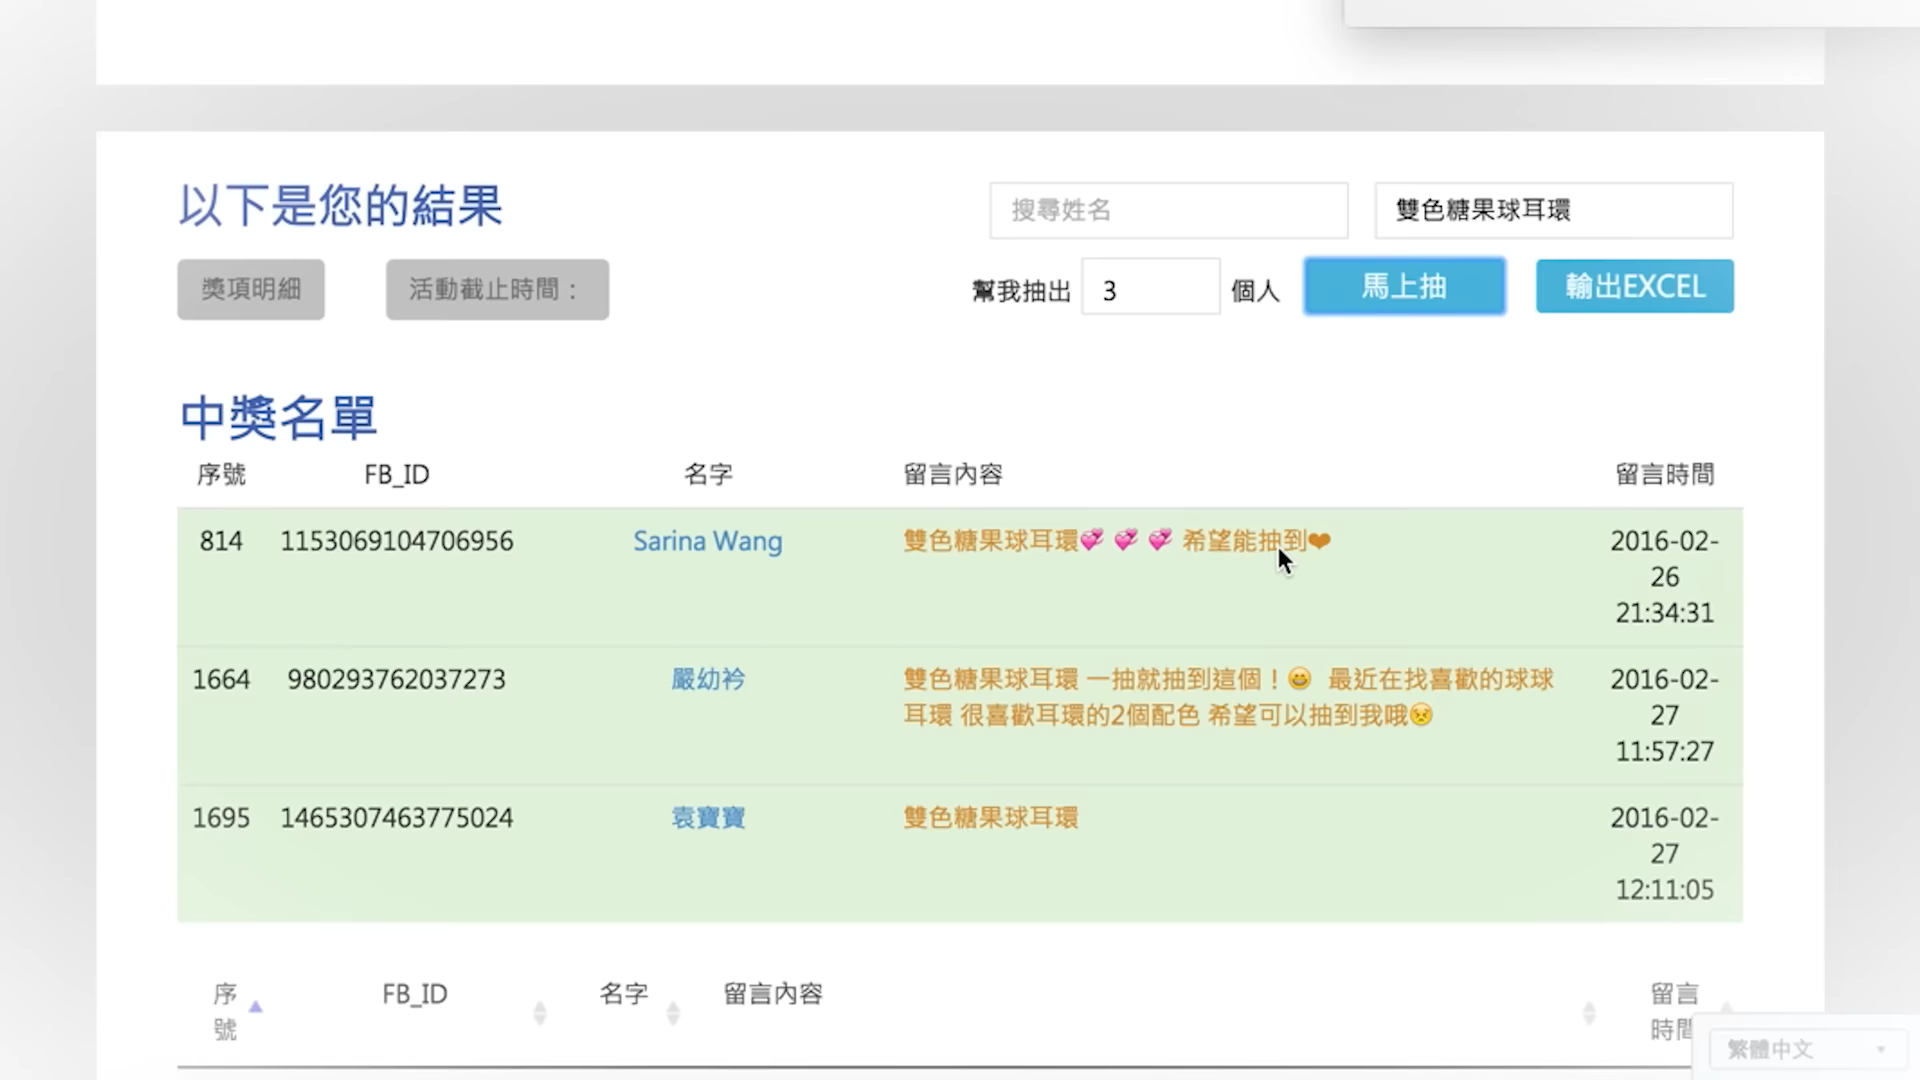 以下是您的結果
搜尋姓名
雙色糖果球耳環
獎項明細
活動截止時間：
幫我抽出 3 個人
馬上抽
輸出EXCEL
中獎名單
序號 FB_ID 名字 留言內容 留言時間
814 1153069104706956 Sarina Wang 雙色糖果球耳環💞 💞 💞 希望能抽到❤ 2016-02-
26
21:34:31
1664 980293762037273 嚴幼衿 雙色糖果球耳環 一抽就抽到這個！😄 最近在找喜歡的球球 2016-02-
耳環 很喜歡耳環的2個配色 希望可以抽到我哦😣 27
11:57:27
1695 1465307463775024 袁寶寶 雙色糖果球耳環 2016-02-
27
12:11:05
序 FB_ID 名字 留言內容 留言
號 時間
繁體中文